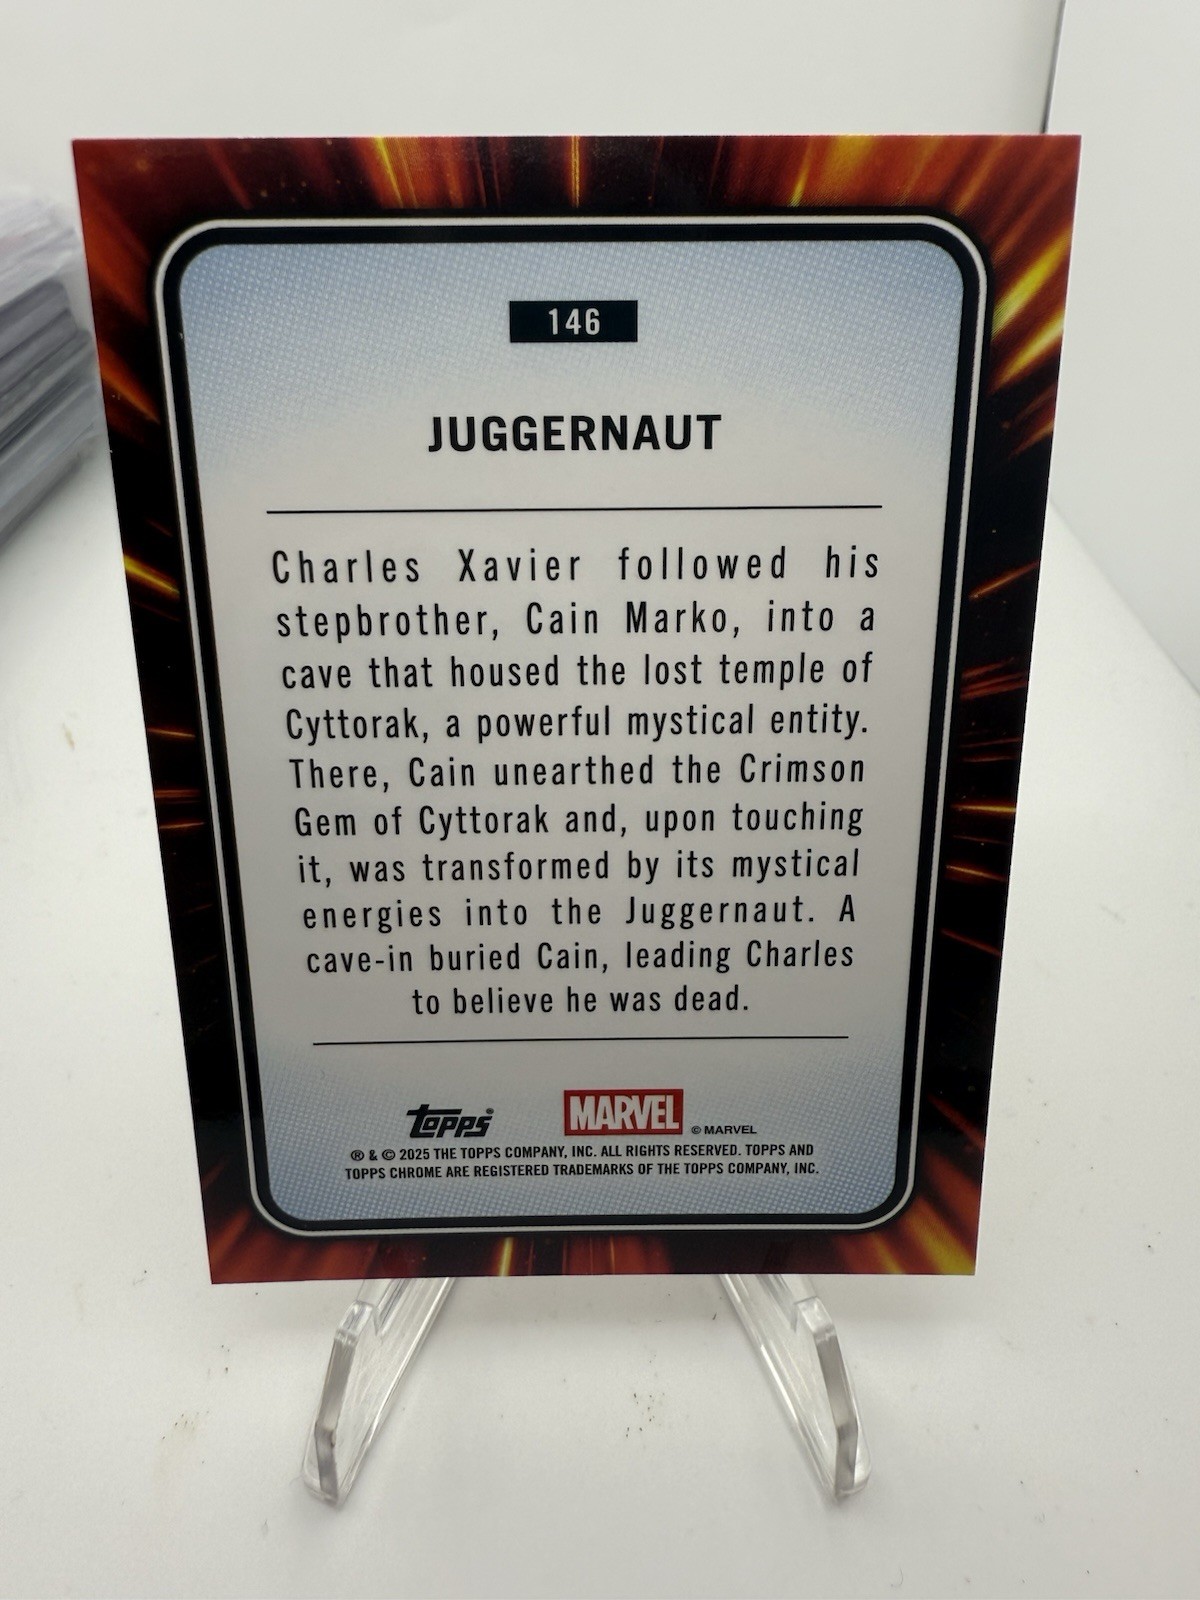 146
JUGGERNAUT
Charles Xavier followed his
stepbrother, Cain Marko, into a
cave that housed the lost temple of
Cyttorak, a powerful mystical entity.
There, Cain unearthed the Crimson
Gem of Cyttorak and, upon touching
it, was transformed by its mystical
energies into the Juggernaut. A
cave-in buried Cain, leading Charles
to believe he was dead.
topps® MARVEL © MARVEL
® & © 2025 THE TOPPS COMPANY, INC. ALL RIGHTS RESERVED. TOPPS AND
TOPPS CHROME ARE REGISTERED TRADEMARKS OF THE TOPPS COMPANY, INC.